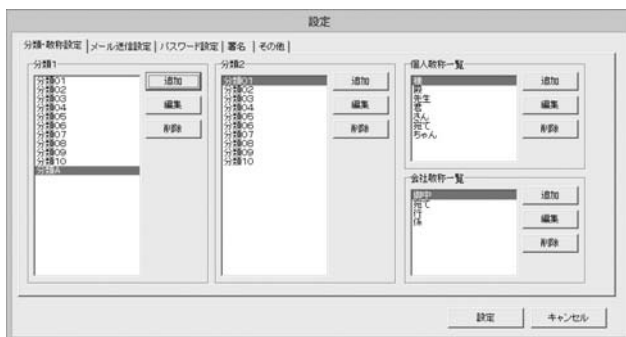 設定
分類・敬称設定 メール送信設定 パスワード設定 署名 その他
分類1
分類01
分類02
分類03
分類04
分類05
分類06
分類07
分類08
分類09
分類10
分類A
追加
編集
削除
分類2
分類01
分類02
分類03
分類04
分類05
分類06
分類07
分類08
分類09
分類10
追加
編集
削除
個人敬称一覧
様
殿
先生
君
さん
宛て
ちゃん
追加
編集
削除
会社敬称一覧
御中
宛て
行
係
追加
編集
削除
設定
キャンセル